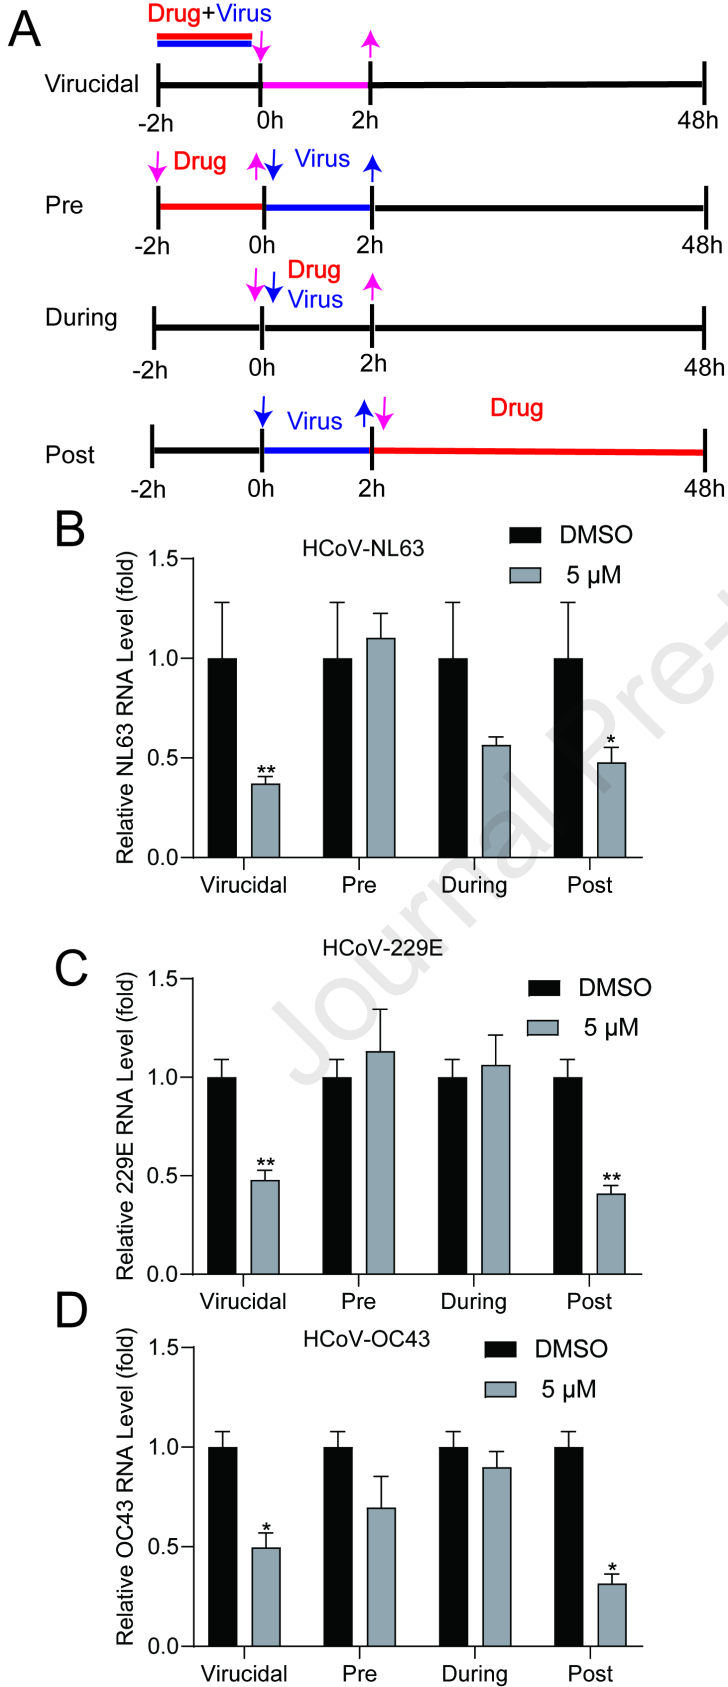 A
Drug+Virus
Virucidal
-2h 0h 2h 48h
Drug Virus
Pre
-2h 0h 2h 48h
Drug
Virus
During
-2h 0h 2h 48h
Virus Drug
Post
-2h 0h 2h 48h
B
HCoV-NL63
DMSO
5 μM
Relative NL63 RNA Level (fold)
1.5
1.0
0.5
0.0
**
*
Virucidal Pre During Post
C
HCoV-229E
DMSO
5 μM
Relative 229E RNA Level (fold)
1.5
1.0
0.5
0.0
**
**
Virucidal Pre During Post
D
HCoV-OC43
DMSO
5 μM
Relative OC43 RNA Level (fold)
1.5
1.0
0.5
0.0
*
*
Virucidal Pre During Post
Journal Pre-